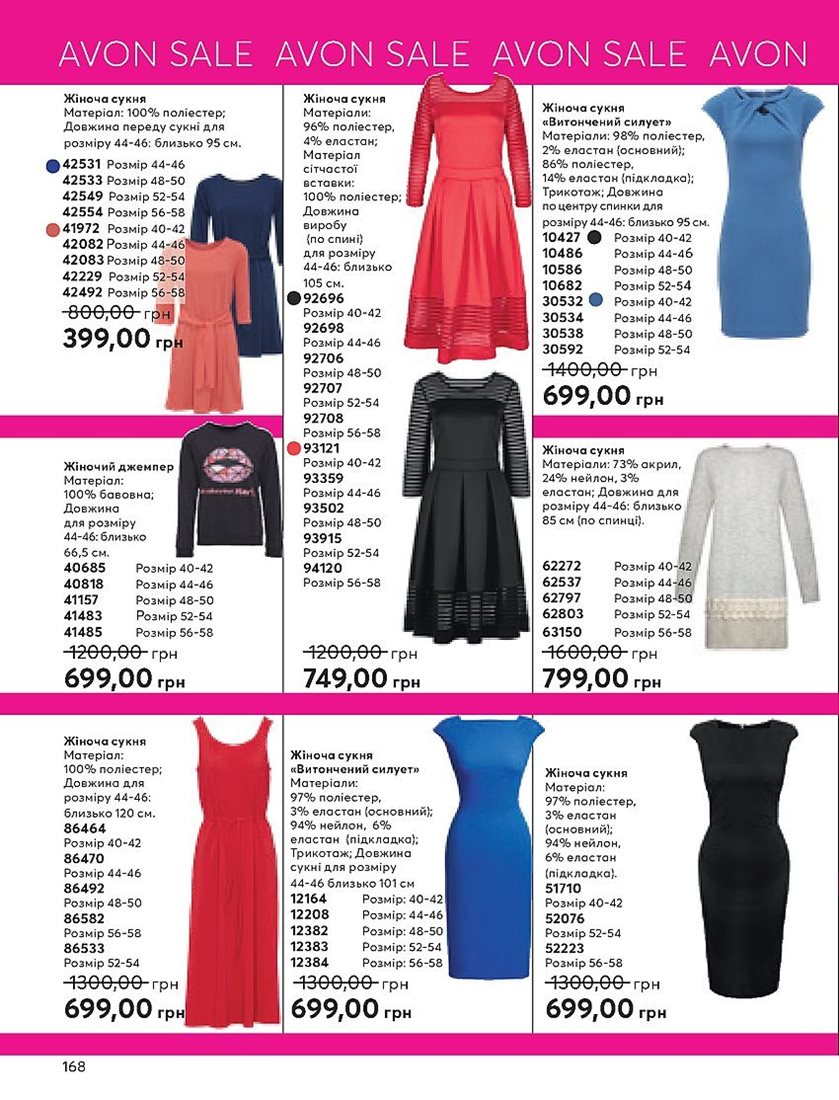 AVON SALE AVON SALE AVON SALE AVON
Жіноча сукня
Матеріал: 100% поліестер;
Довжина переду сукні для
розміру 44-46: близько 95 см.
42531 Розмір 44-46
42533 Розмір 48-50
42549 Розмір 52-54
42554 Розмір 56-58
41972 Розмір 40-42
42082 Розмір 44-46
42083 Розмір 48-50
42229 Розмір 52-54
42492 Розмір 56-58
800,00 грн
399,00 грн
Жіноча сукня
Матеріали:
96% поліестер,
4% еластан;
Матеріал
сітчастої
вставки:
100% поліестер;
Довжина
виробу
(по спині)
для розміру
44-46: близько
105 см.
92696
Розмір 40-42
92698
Розмір 44-46
92706
Розмір 48-50
92707
Розмір 52-54
92708
Розмір 56-58
93121
Розмір 40-42
93359
Розмір 44-46
93502
Розмір 48-50
93915
Розмір 52-54
94120
Розмір 56-58
1200,00 грн
749,00 грн
Жіноча сукня
«Витончений силует»
Матеріали: 98% поліестер,
2% еластан (основний);
86% поліестер,
14% еластан (підкладка);
Трикотаж; Довжина
по центру спинки для
розміру 44-46: близько 95 см.
10427 Розмір 40-42
10486 Розмір 44-46
10586 Розмір 48-50
10682 Розмір 52-54
30532 Розмір 40-42
30534 Розмір 44-46
30538 Розмір 48-50
30592 Розмір 52-54
1400,00 грн
699,00 грн
Жіночий джемпер
Матеріал:
100% бавовна;
Довжина
для розміру
44-46: близько
66,5 см.
40685 Розмір 40-42
40818 Розмір 44-46
41157 Розмір 48-50
41483 Розмір 52-54
41485 Розмір 56-58
1200,00 грн
699,00 грн
Жіноча сукня
Матеріали: 73% акрил,
24% нейлон, 3%
еластан; Довжина для
розміру 44-46: близько
85 см (по спинці).
62272 Розмір 40-42
62537 Розмір 44-46
62797 Розмір 48-50
62803 Розмір 52-54
63150 Розмір 56-58
1600,00 грн
799,00 грн
Жіноча сукня
Матеріал:
100% поліестер;
Довжина для
розміру 44-46:
близько 120 см.
86464
Розмір 40-42
86470
Розмір 44-46
86492
Розмір 48-50
86582
Розмір 56-58
86533
Розмір 52-54
1300,00 грн
699,00 грн
Жіноча сукня
«Витончений силует»
Матеріали:
97% поліестер,
3% еластан (основний);
94% нейлон, 6%
еластан (підкладка);
Трикотаж; Довжина
сукні для розміру
44-46 близько 101 см
12164 Розмір: 40-42
12208 Розмір: 44-46
12382 Розмір: 48-50
12383 Розмір: 52-54
12384 Розмір: 56-58
1300,00 грн
699,00 грн
Жіноча сукня
Матеріал:
97% поліестер,
3% еластан
(основний);
94% нейлон,
6% еластан
(підкладка).
51710
Розмір 40-42
52076
Розмір 52-54
52223
Розмір 56-58
1300,00 грн
699,00 грн
168